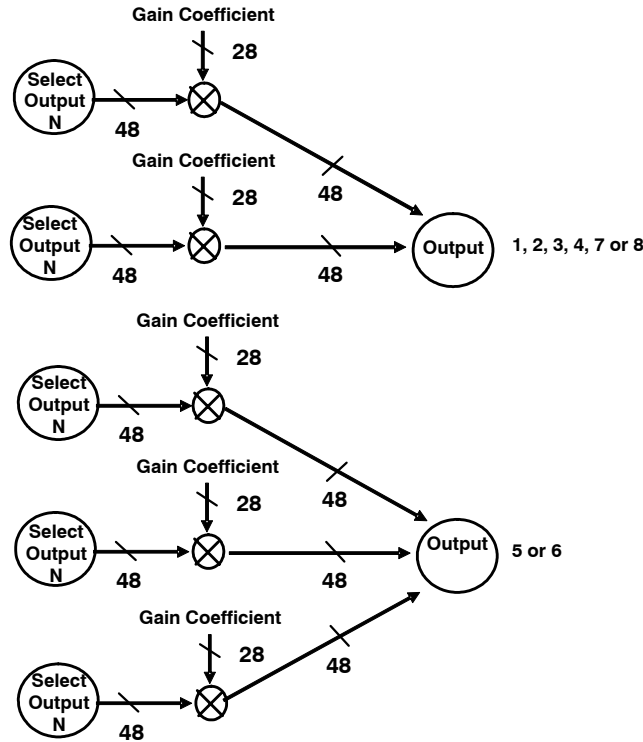 Gain Coefficient
28
Select
Output
N
48
48
Gain Coefficient
28
Select
Output
N
48
48
Output
1, 2, 3, 4, 7 or 8
Gain Coefficient
28
Select
Output
N
48
48
Gain Coefficient
28
Select
Output
N
48
48
Output
5 or 6
Gain Coefficient
28
Select
Output
N
48
48